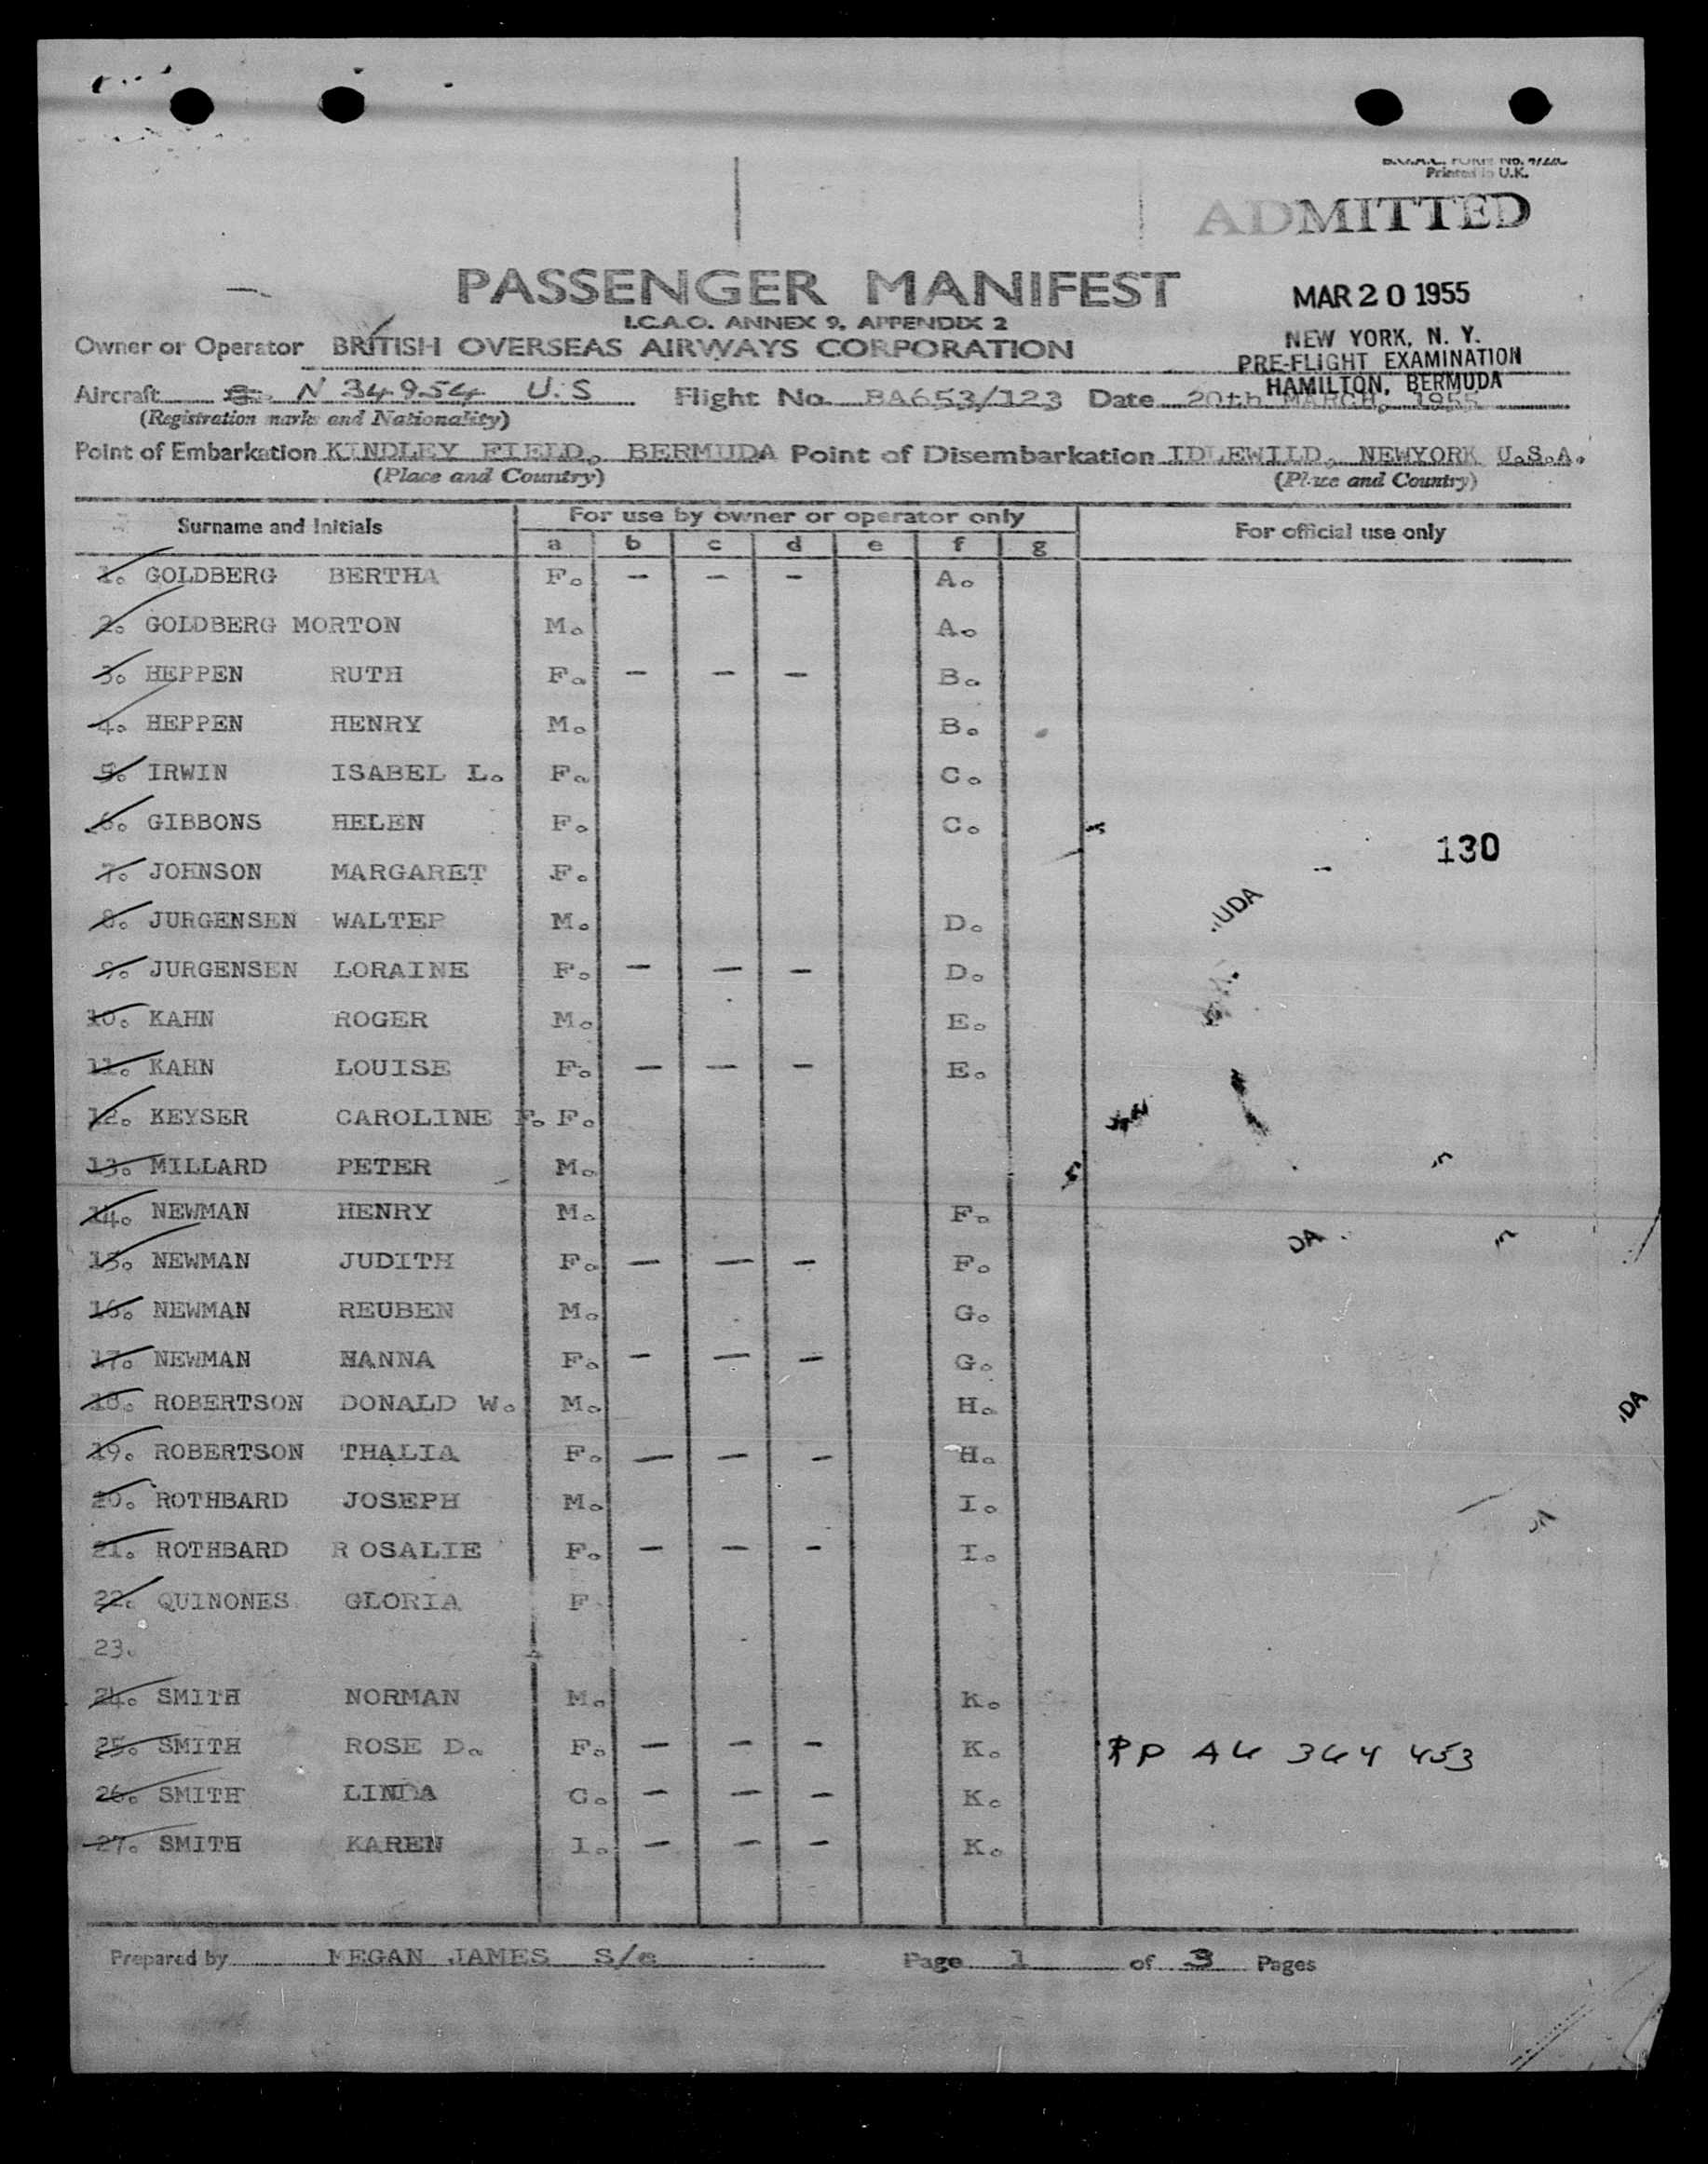 Printed in U.K.
ADMITTED
PASSENGER MANIFEST
MAR 20 1955
I.C.A.O. ANNEX 9, APPENDIX 2
NEW YORK, N. Y.
Owner or Operator BRITISH OVERSEAS AIRWAYS CORPORATION
PRE-FLIGHT EXAMINATION
HAMILTON, BERMUDA
Aircraft N 34954 U.S Flight No BA653/123 Date 20th MARCH, 1955
(Registration marks and Nationality)
Point of Embarkation KINDLEY FIELD, BERMUDA Point of Disembarkation IDLEWILD, NEWYORK U.S.A.
(Place and Country) (Place and Country)
Surname and Initials For use by owner or operator only For official use only
a b c d e f g
1. GOLDBERG BERTHA F. - - - A.
2. GOLDBERG MORTON M. A.
3. HEPPEN RUTH F. - - - B.
4. HEPPEN HENRY M. B.
5. IRWIN ISABEL L. F. C.
6. GIBBONS HELEN F. C.
130
7. JOHNSON MARGARET F.
8. JURGENSEN WALTER M. D.
UDA
9. JURGENSEN LORAINE F. - - - D.
10. KAHN ROGER M. E.
11. KAHN LOUISE F. - - - E.
12. KEYSER CAROLINE F. F.
13. MILLARD PETER M.
14. NEWMAN HENRY M. F.
DA
15. NEWMAN JUDITH F. - - - F.
16. NEWMAN REUBEN M. G.
17. NEWMAN HANNA F. - - - G.
18. ROBERTSON DONALD W. M. H.
DA
19. ROBERTSON THALIA F. - - - H.
20. ROTHBARD JOSEPH M. I.
21. ROTHBARD R OSALIE F. - - - I.
22. QUINONES GLORIA F
23.
24. SMITH NORMAN M. K.
25. SMITH ROSE D. F. - - - K. PP A4 364 453
26. SMITH LINDA C. - - - K.
27. SMITH KAREN I. - - - K.
Prepared by MEGAN JAMES S/s Page 1 of 3 Pages